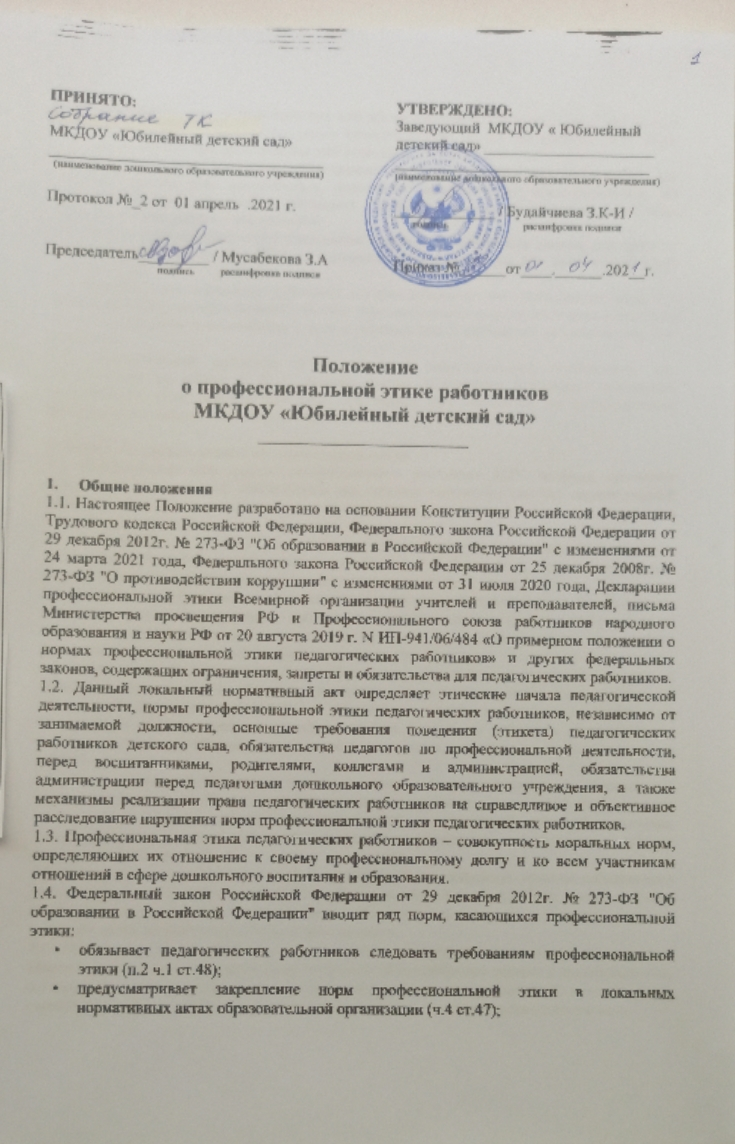 1
ПРИНЯТО:
Собрание ТК
МКДОУ «Юбилейный детский сад»
(наименование дошкольного образовательного учреждения)
Протокол №_2 от 01 апрель .2021 г.
Председатель / Мусабекова З.А
подпись расшифровка подписи
УТВЕРЖДЕНО:
Заведующий МКДОУ « Юбилейный
детский сад»
(наименование дошкольного образовательного учреждения)
/ Будайчиева З.К-И /
подпись расшифровка подписи
Приказ № от 01 . 04 .2021 г.
Положение
о профессиональной этике работников
МКДОУ «Юбилейный детский сад»
1. Общие положения
1.1. Настоящее Положение разработано на основании Конституции Российской Федерации,
Трудового кодекса Российской Федерации, Федерального закона Российской Федерации от
29 декабря 2012г. № 273-ФЗ "Об образовании в Российской Федерации" с изменениями от
24 марта 2021 года, Федерального закона Российской Федерации от 25 декабря 2008г. №
273-ФЗ "О противодействии коррупции" с изменениями от 31 июля 2020 года, Декларации
профессиональной этики Всемирной организации учителей и преподавателей, письма
Министерства просвещения РФ и Профессионального союза работников народного
образования и науки РФ от 20 августа 2019 г. N ИП-941/06/484 «О примерном положении о
нормах профессиональной этики педагогических работников» и других федеральных
законов, содержащих ограничения, запреты и обязательства для педагогических работников.
1.2. Данный локальный нормативный акт определяет этические начала педагогической
деятельности, нормы профессиональной этики педагогических работников, независимо от
занимаемой должности, основные требования поведения (этикета) педагогических
работников детского сада, обязательства педагогов по профессиональной деятельности,
перед воспитанниками, родителями, коллегами и администрацией, обязательства
администрации перед педагогами дошкольного образовательного учреждения, а также
механизмы реализации права педагогических работников на справедливое и объективное
расследование нарушения норм профессиональной этики педагогических работников.
1.3. Профессиональная этика педагогических работников – совокупность моральных норм,
определяющих их отношение к своему профессиональному долгу и ко всем участникам
отношений в сфере дошкольного воспитания и образования.
1.4. Федеральный закон Российской Федерации от 29 декабря 2012г. № 273-ФЗ "Об
образовании в Российской Федерации" вводит ряд норм, касающихся профессиональной
этики:
• обязывает педагогических работников следовать требованиям профессиональной
этики (п.2 ч.1 ст.48);
• предусматривает закрепление норм профессиональной этики в локальных
нормативных актах образовательной организации (ч.4 ст.47);